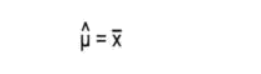 μ̂ = x̄